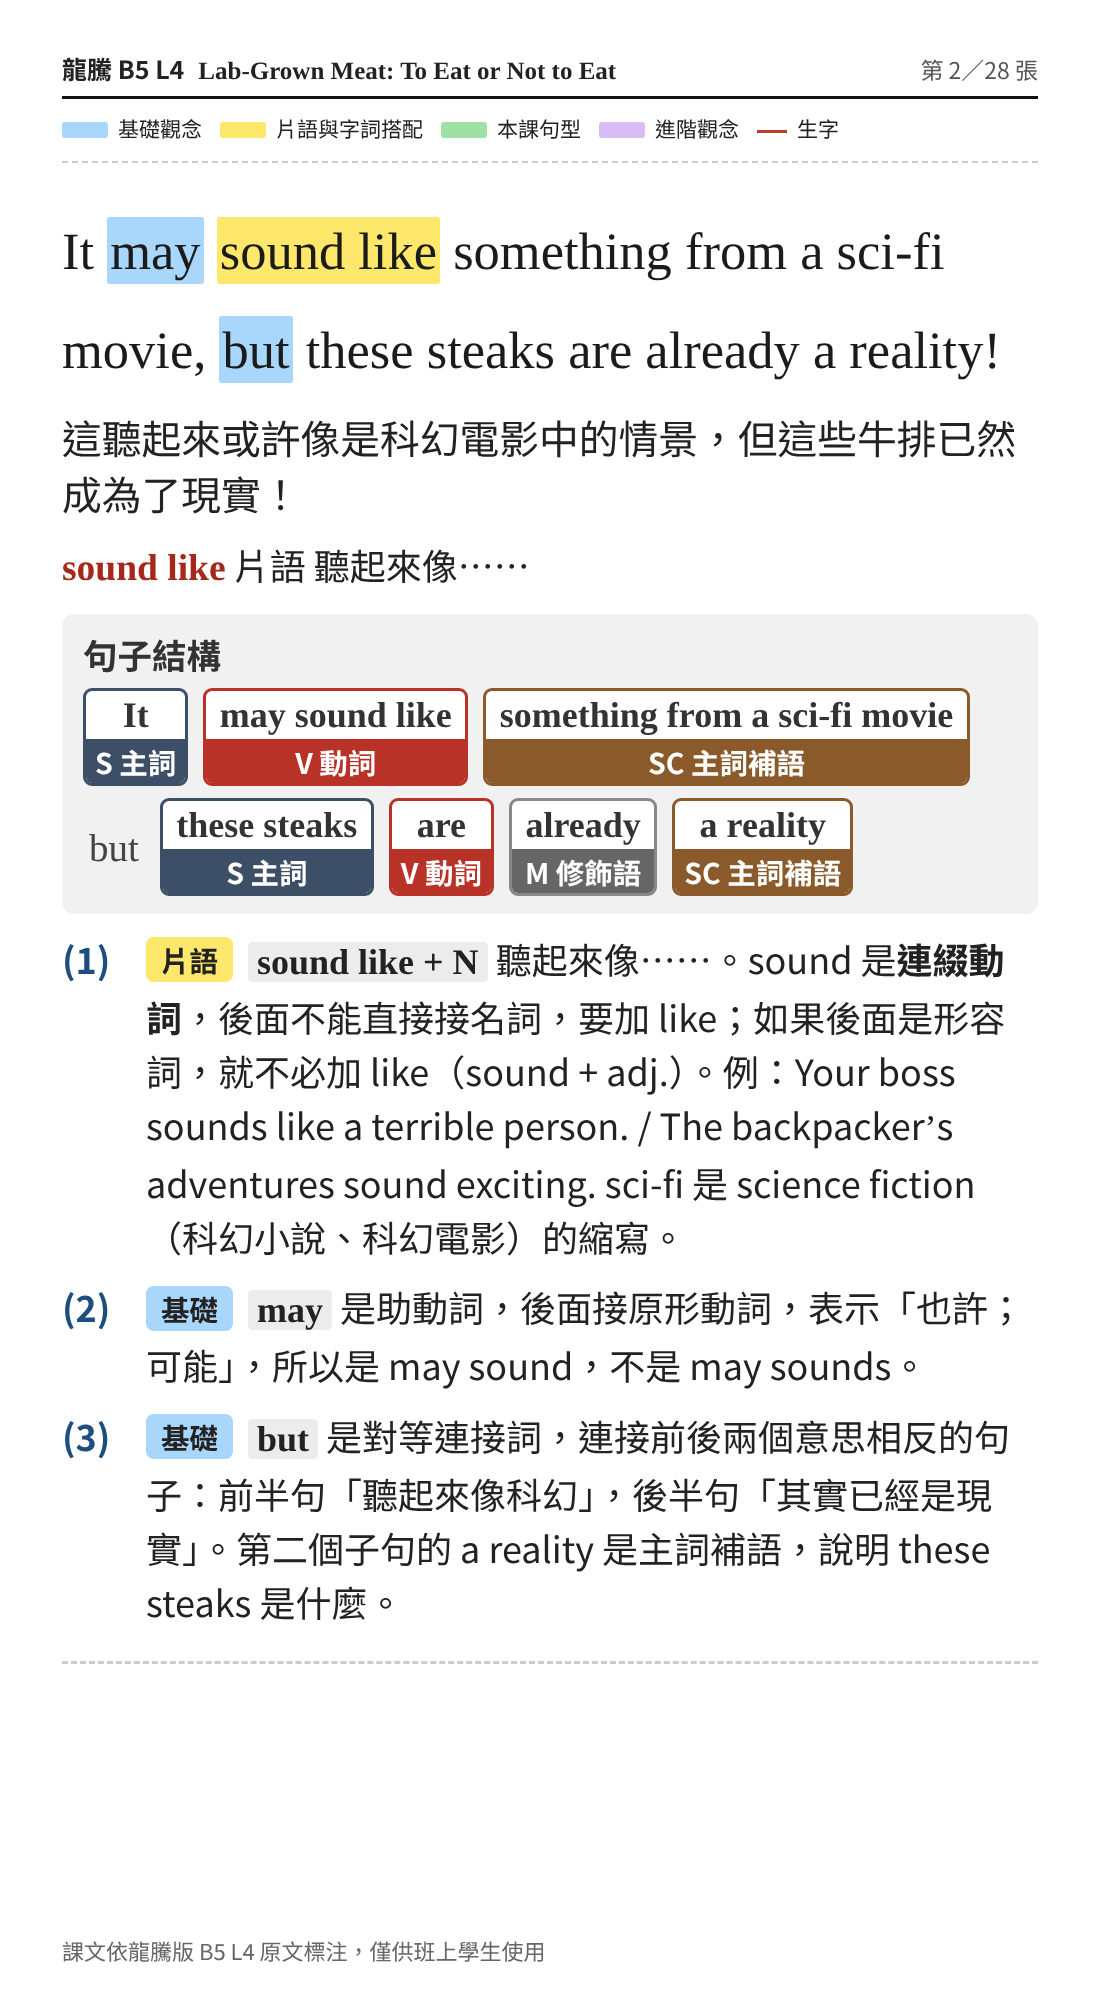 龍騰 B5 L4 Lab-Grown Meat: To Eat or Not to Eat 第 2／28 張
基礎觀念 片語與字詞搭配 本課句型 進階觀念 生字
It may sound like something from a sci-fi
movie, but these steaks are already a reality!
這聽起來或許像是科幻電影中的情景，但這些牛排已然
成為了現實！
sound like 片語 聽起來像⋯⋯
句子結構
It may sound like something from a sci-fi movie
S 主詞 V 動詞 SC 主詞補語
but these steaks are already a reality
S 主詞 V 動詞 M 修飾語 SC 主詞補語
(1) 片語 sound like + N 聽起來像⋯⋯。sound 是連綴動
詞，後面不能直接接名詞，要加 like；如果後面是形容
詞，就不必加 like（sound + adj.）。例：Your boss
sounds like a terrible person. / The backpacker’s
adventures sound exciting. sci-fi 是 science fiction
（科幻小說、科幻電影）的縮寫。
(2) 基礎 may 是助動詞，後面接原形動詞，表示「也許；
可能」，所以是 may sound，不是 may sounds。
(3) 基礎 but 是對等連接詞，連接前後兩個意思相反的句
子：前半句「聽起來像科幻」，後半句「其實已經是現
實」。第二個子句的 a reality 是主詞補語，說明 these
steaks 是什麼。
課文依龍騰版 B5 L4 原文標注，僅供班上學生使用